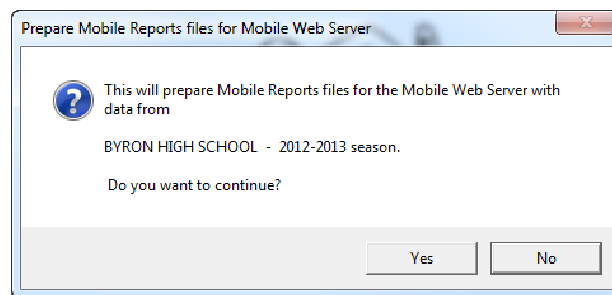 Prepare Mobile Reports files for Mobile Web Server
This will prepare Mobile Reports files for the Mobile Web Server with
data from
BYRON HIGH SCHOOL - 2012-2013 season.
Do you want to continue?
Yes No